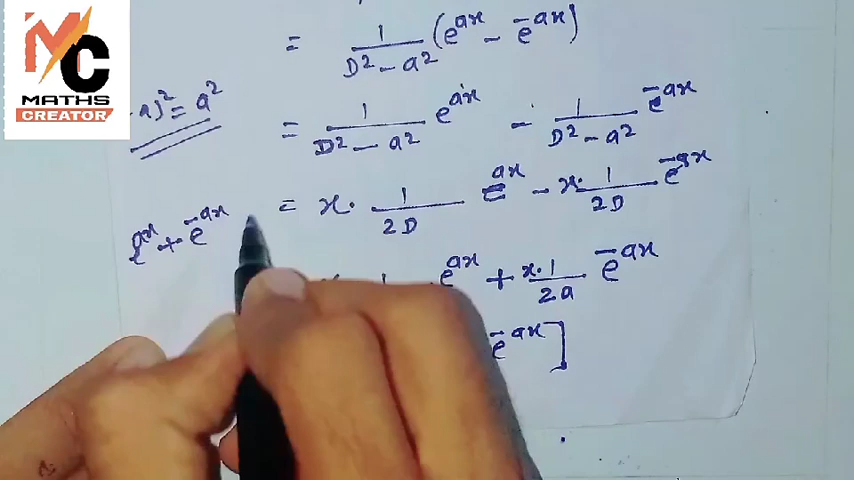 MC
MATHS
CREATOR
= 1/(D² - a²) (e^ax - e^-ax)
a)² = a²
= 1/(D² - a²) e^ax - 1/(D² - a²) e^-ax
= x. 1/2D e^ax - x. 1/2D e^-ax
e^ax + e^-ax
e^ax + x.1/2a e^-ax
e^-ax]